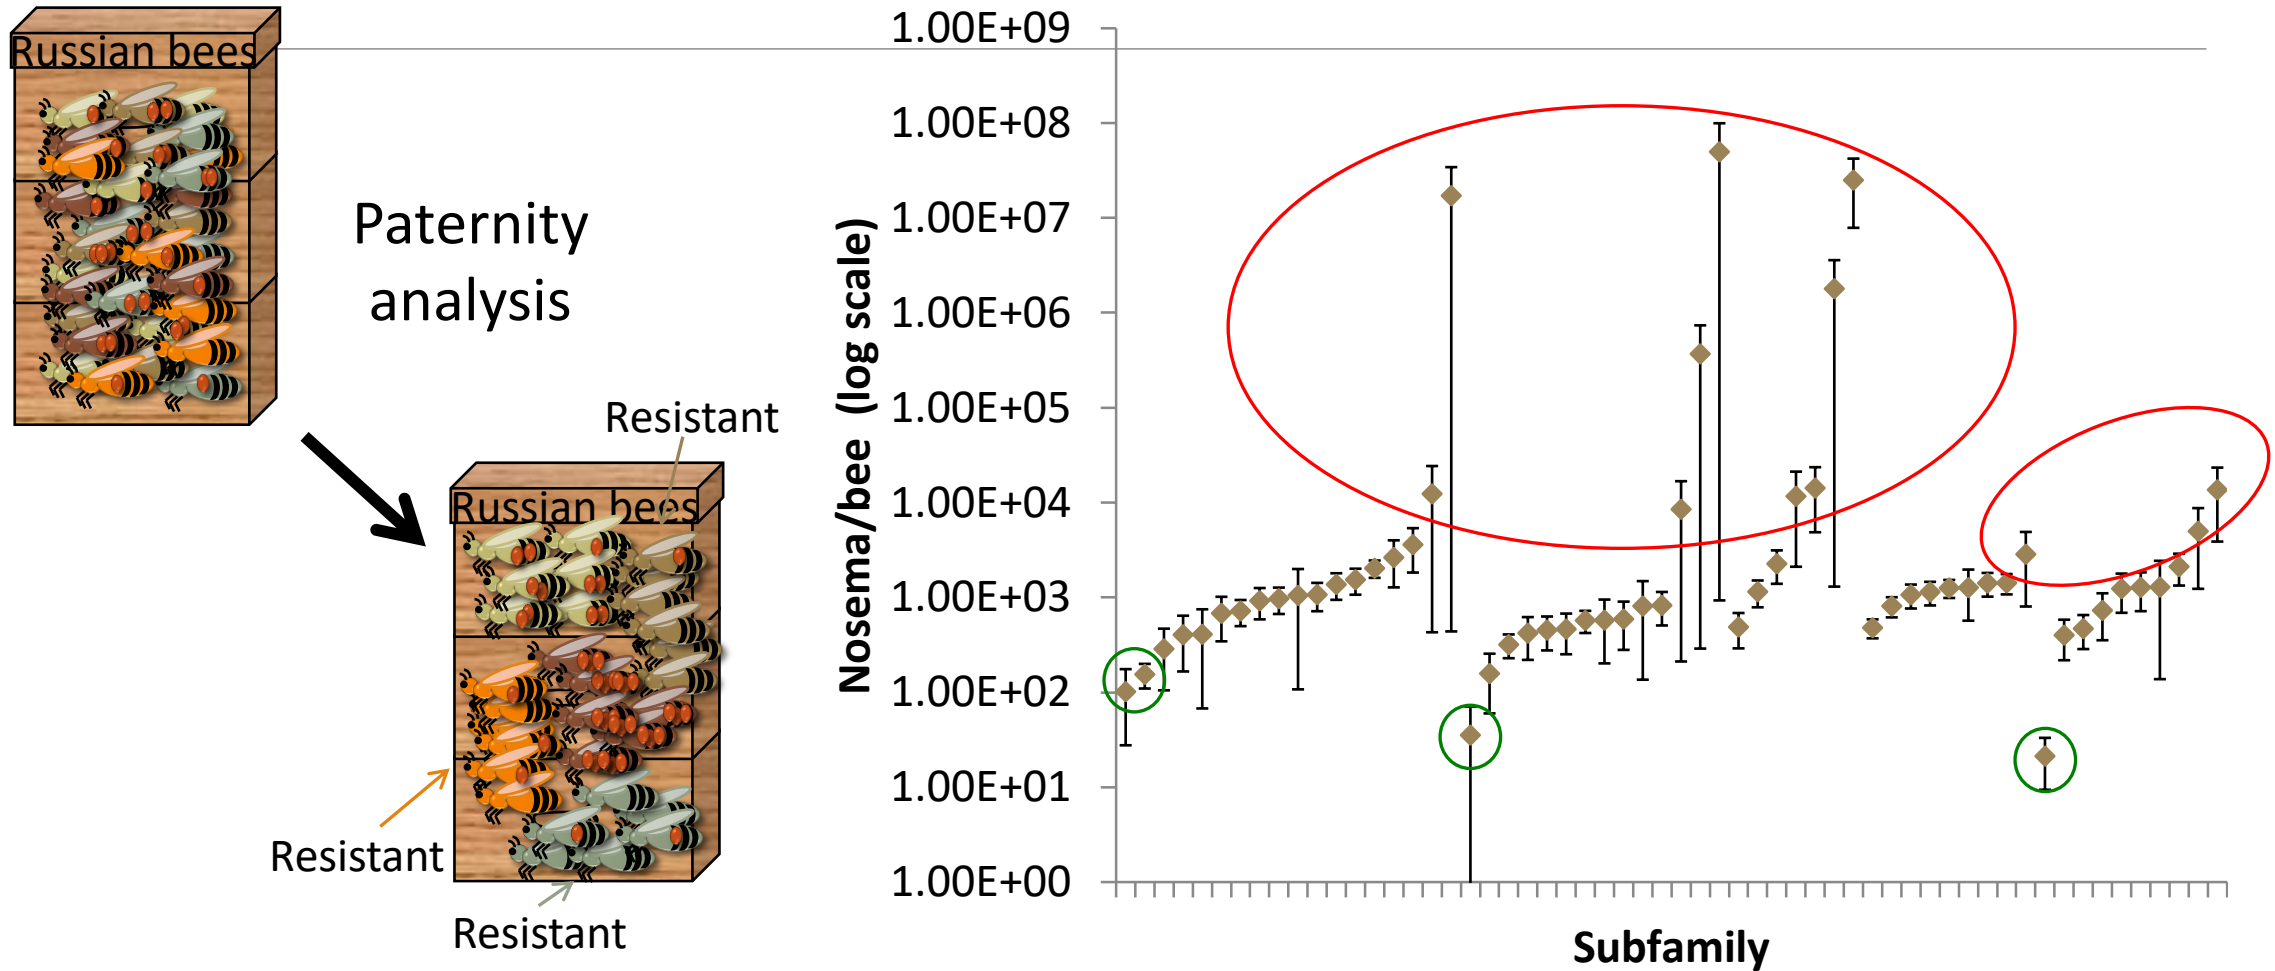 Russian bees
Paternity
analysis
Resistant
Russian bees
Resistant
Resistant
Nosema/bee (log scale)
1.00E+09
1.00E+08
1.00E+07
1.00E+06
1.00E+05
1.00E+04
1.00E+03
1.00E+02
1.00E+01
1.00E+00
Subfamily